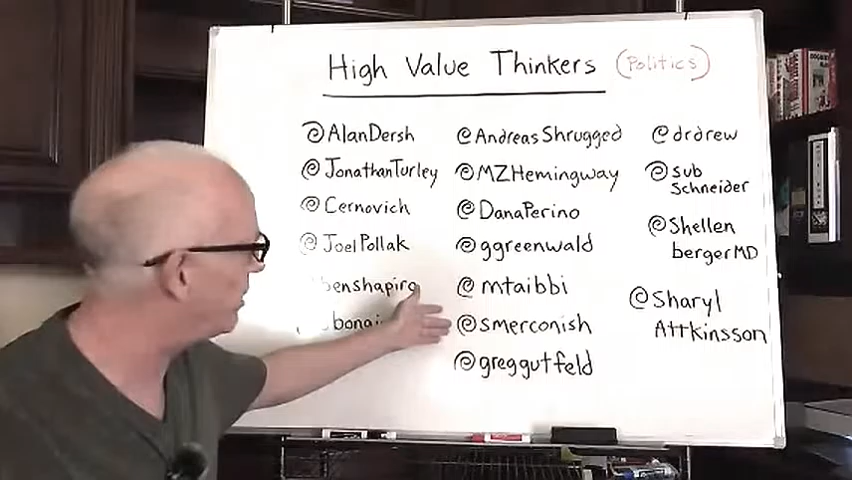 High Value Thinkers (Politics)
@AlanDersh
@JonathanTurley
@Cernovich
@JoelPollak
benshapiro
@AndreasShrugged
@MZHemingway
@DanaPerino
@ggreenwald
@mtaibbi
@smerconish
@greggutfeld
@drdrew
@sub
Schneider
@Shellen
bergerMD
@Sharyl
Attkinsson